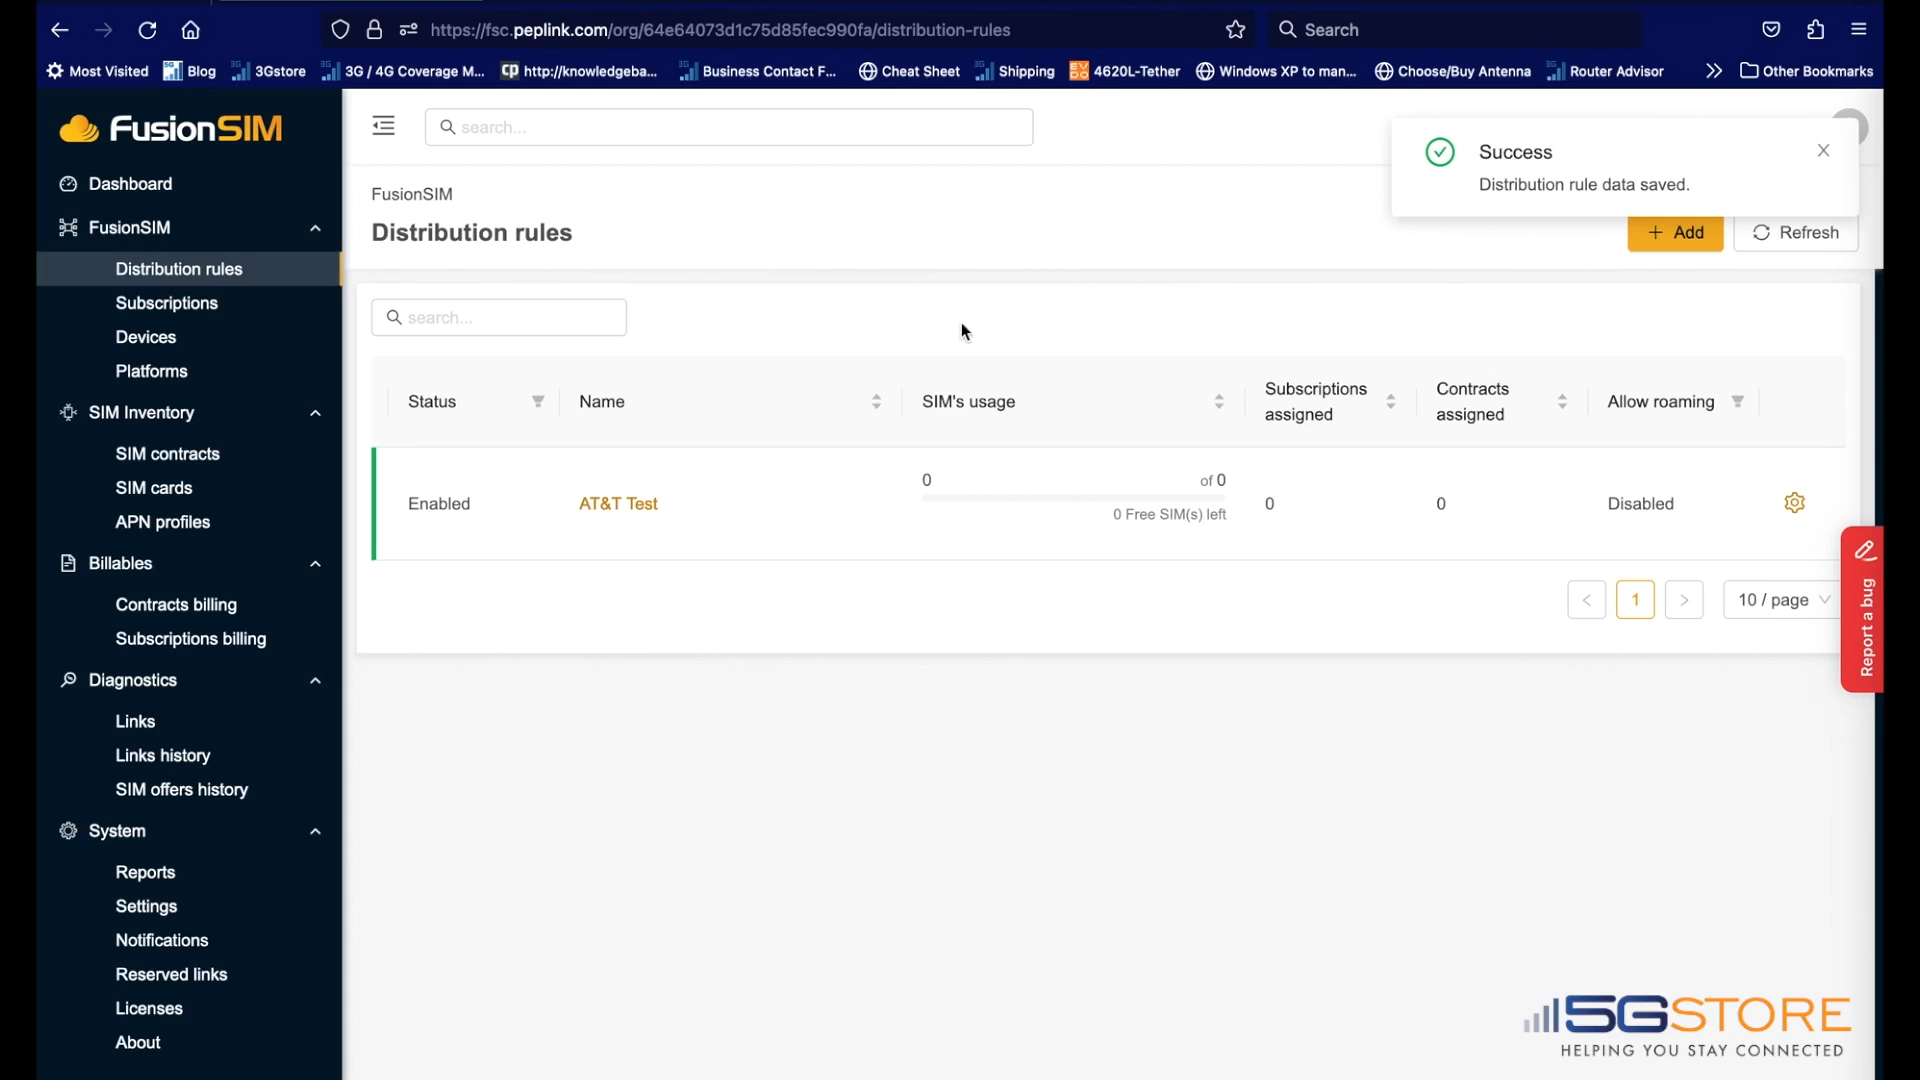 https://fsc.peplink.com/org/64e64073d1c75d85fec990fa/distribution-rules
Search
Most Visited
Blog
3Gstore
3G / 4G Coverage M...
http://knowledgeba...
Business Contact F...
Cheat Sheet
Shipping
4620L-Tether
Windows XP to man...
Choose/Buy Antenna
Router Advisor
Other Bookmarks
FusionSIM
Dashboard
FusionSIM
Distribution rules
Subscriptions
Devices
Platforms
SIM Inventory
SIM contracts
SIM cards
APN profiles
Billables
Contracts billing
Subscriptions billing
Diagnostics
Links
Links history
SIM offers history
System
Reports
Settings
Notifications
Reserved links
Licenses
About
search...
Success
Distribution rule data saved.
FusionSIM
Distribution rules
+ Add
Refresh
search...
Status
Name
SIM's usage
Subscriptions
assigned
Contracts
assigned
Allow roaming
Enabled
AT&T Test
0 of 0
0 Free SIM(s) left
0
0
Disabled
< 1 > 10 / page
Report a bug
5GSTORE
HELPING YOU STAY CONNECTED